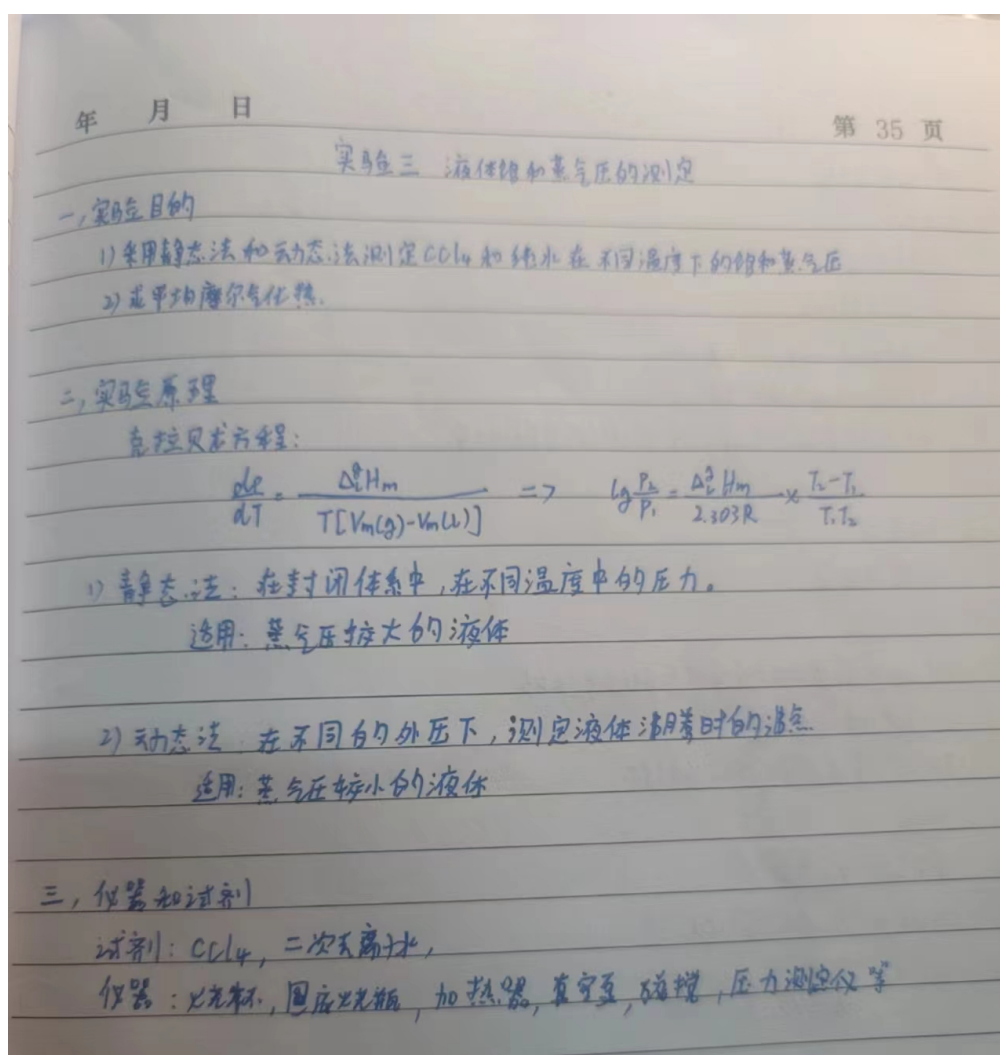 年 月 日 第 35 页
实验三 液体饱和蒸气压的测定
一,实验目的
1) 采用静态法和动态法测定CCl4和纯水在不同温度下的饱和蒸气压
2) 求平均摩尔气化热.
二,实验原理
克拉贝龙方程:
dp/dT = Δ_l^g Hm / T[Vm(g)-Vm(l)] => lg P2/P1 = Δ_l^g Hm / 2.303R × T2-T1 / T1T2
1) 静态法: 在封闭体系中,在不同温度中的压力。
适用: 蒸气压较大的液体
2) 动态法: 在不同的外压下,测定液体沸腾时的沸点.
适用: 蒸气压较小的液体
三,仪器和试剂
试剂: CCl4, 二次去离子水,
仪器: 烧杯, 圆底烧瓶, 加热器, 真空泵, 磁搅, 压力测定仪等